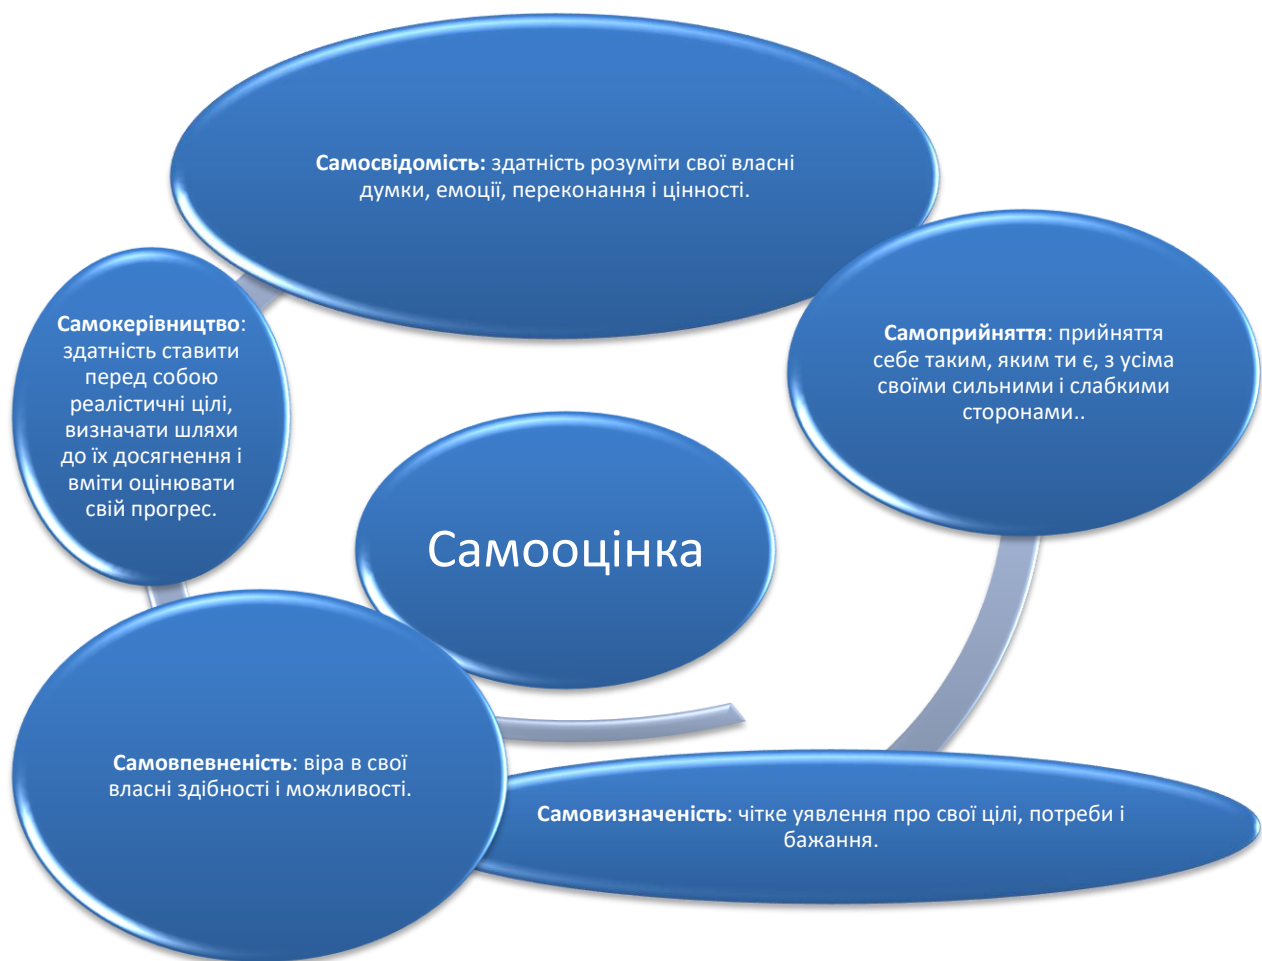 Самосвідомість: здатність розуміти свої власні
думки, емоції, переконання і цінності.
Самоприйняття: прийняття
себе таким, яким ти є, з усіма
своїми сильними і слабкими
сторонами..
Самокерівництво:
здатність ставити
перед собою
реалістичні цілі,
визначати шляхи
до їх досягнення і
вміти оцінювати
свій прогрес.
Самооцінка
Самовпевненість: віра в свої
власні здібності і можливості.
Самовизначеність: чітке уявлення про свої цілі, потреби і
бажання.